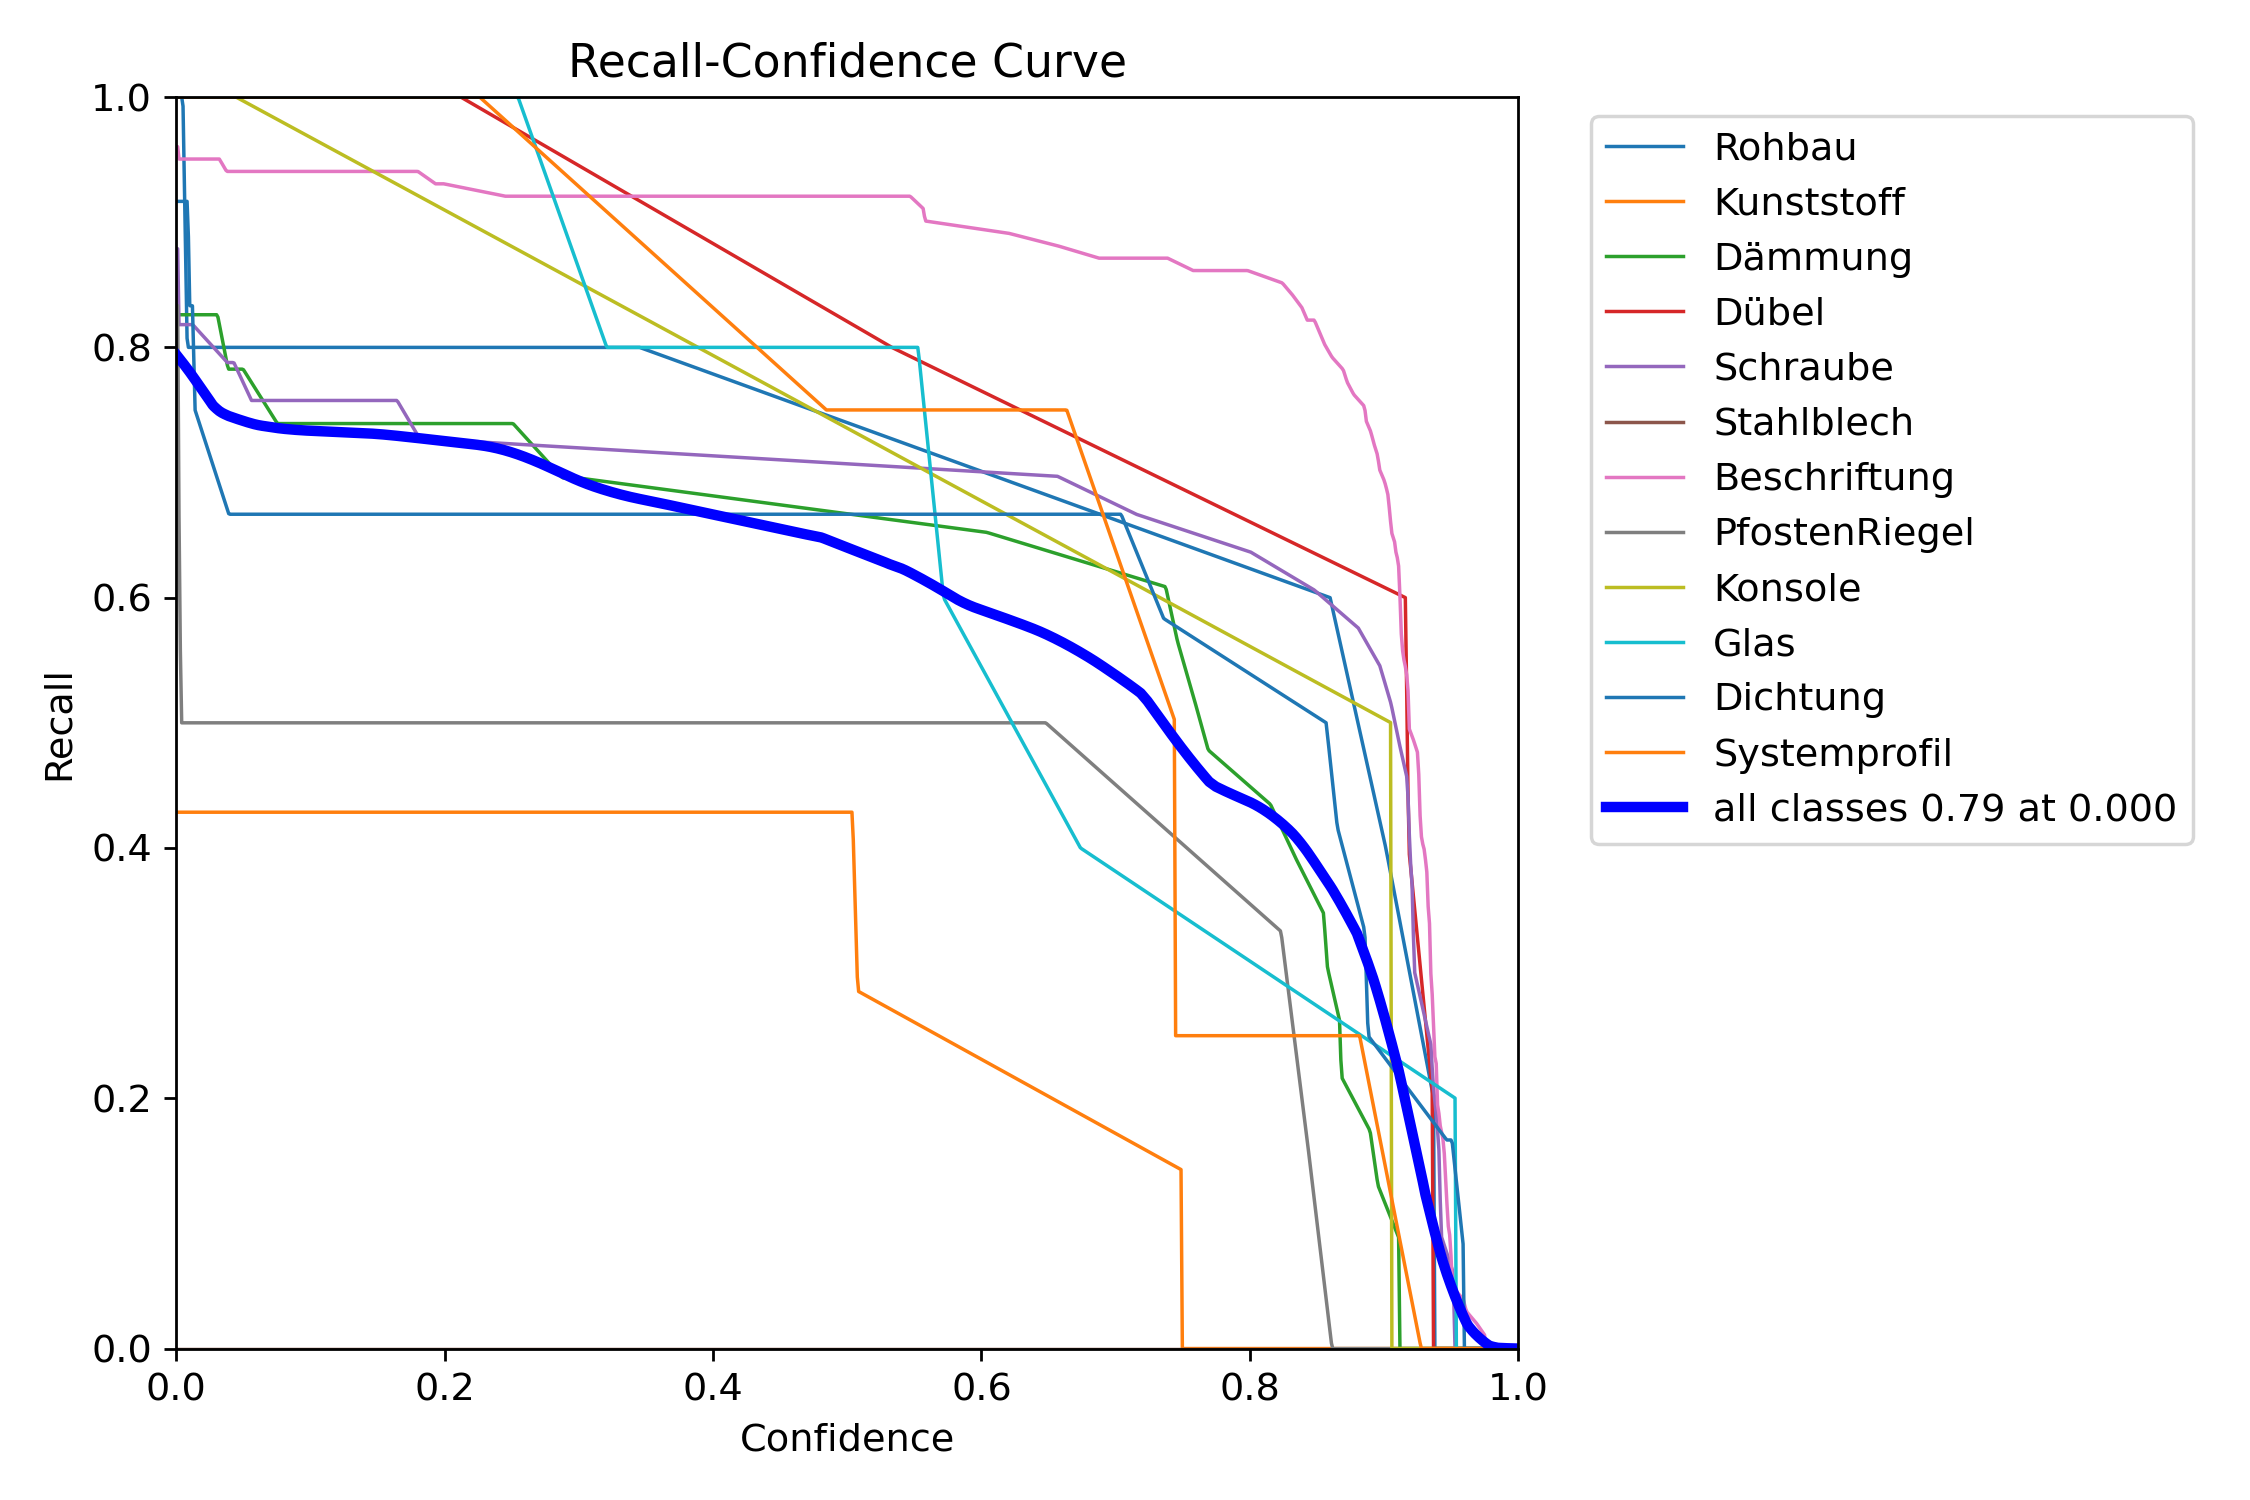 Recall-Confidence Curve
1.0
0.8
0.6
0.4
0.2
0.0
Recall
0.0 0.2 0.4 0.6 0.8 1.0
Confidence
Rohbau
Kunststoff
Dämmung
Dübel
Schraube
Stahlblech
Beschriftung
PfostenRiegel
Konsole
Glas
Dichtung
Systemprofil
all classes 0.79 at 0.000